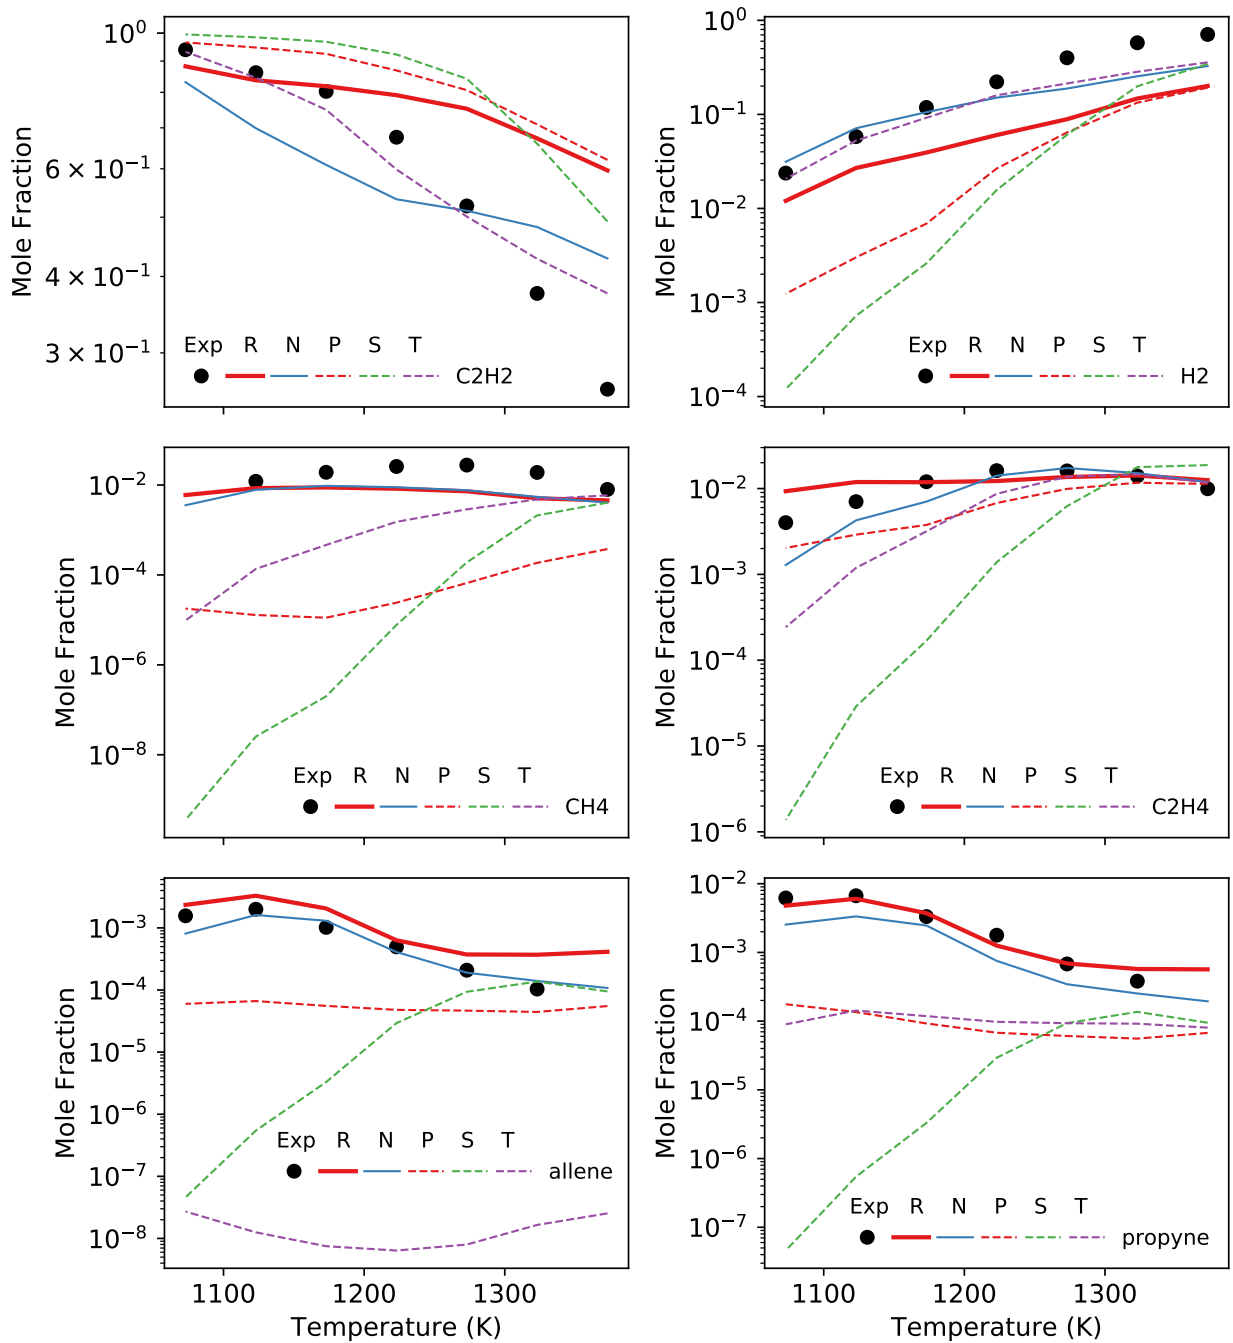 10⁰
6 × 10⁻¹
4 × 10⁻¹
3 × 10⁻¹
Mole Fraction
Exp R N P S T
C2H2
10⁰
10⁻¹
10⁻²
10⁻³
10⁻⁴
Mole Fraction
Exp R N P S T
H2
10⁻²
10⁻⁴
10⁻⁶
10⁻⁸
Mole Fraction
Exp R N P S T
CH4
10⁻²
10⁻³
10⁻⁴
10⁻⁵
10⁻⁶
Mole Fraction
Exp R N P S T
C2H4
10⁻³
10⁻⁴
10⁻⁵
10⁻⁶
10⁻⁷
10⁻⁸
Mole Fraction
Exp R N P S T
allene
1100 1200 1300
Temperature (K)
10⁻²
10⁻³
10⁻⁴
10⁻⁵
10⁻⁶
10⁻⁷
Mole Fraction
Exp R N P S T
propyne
1100 1200 1300
Temperature (K)